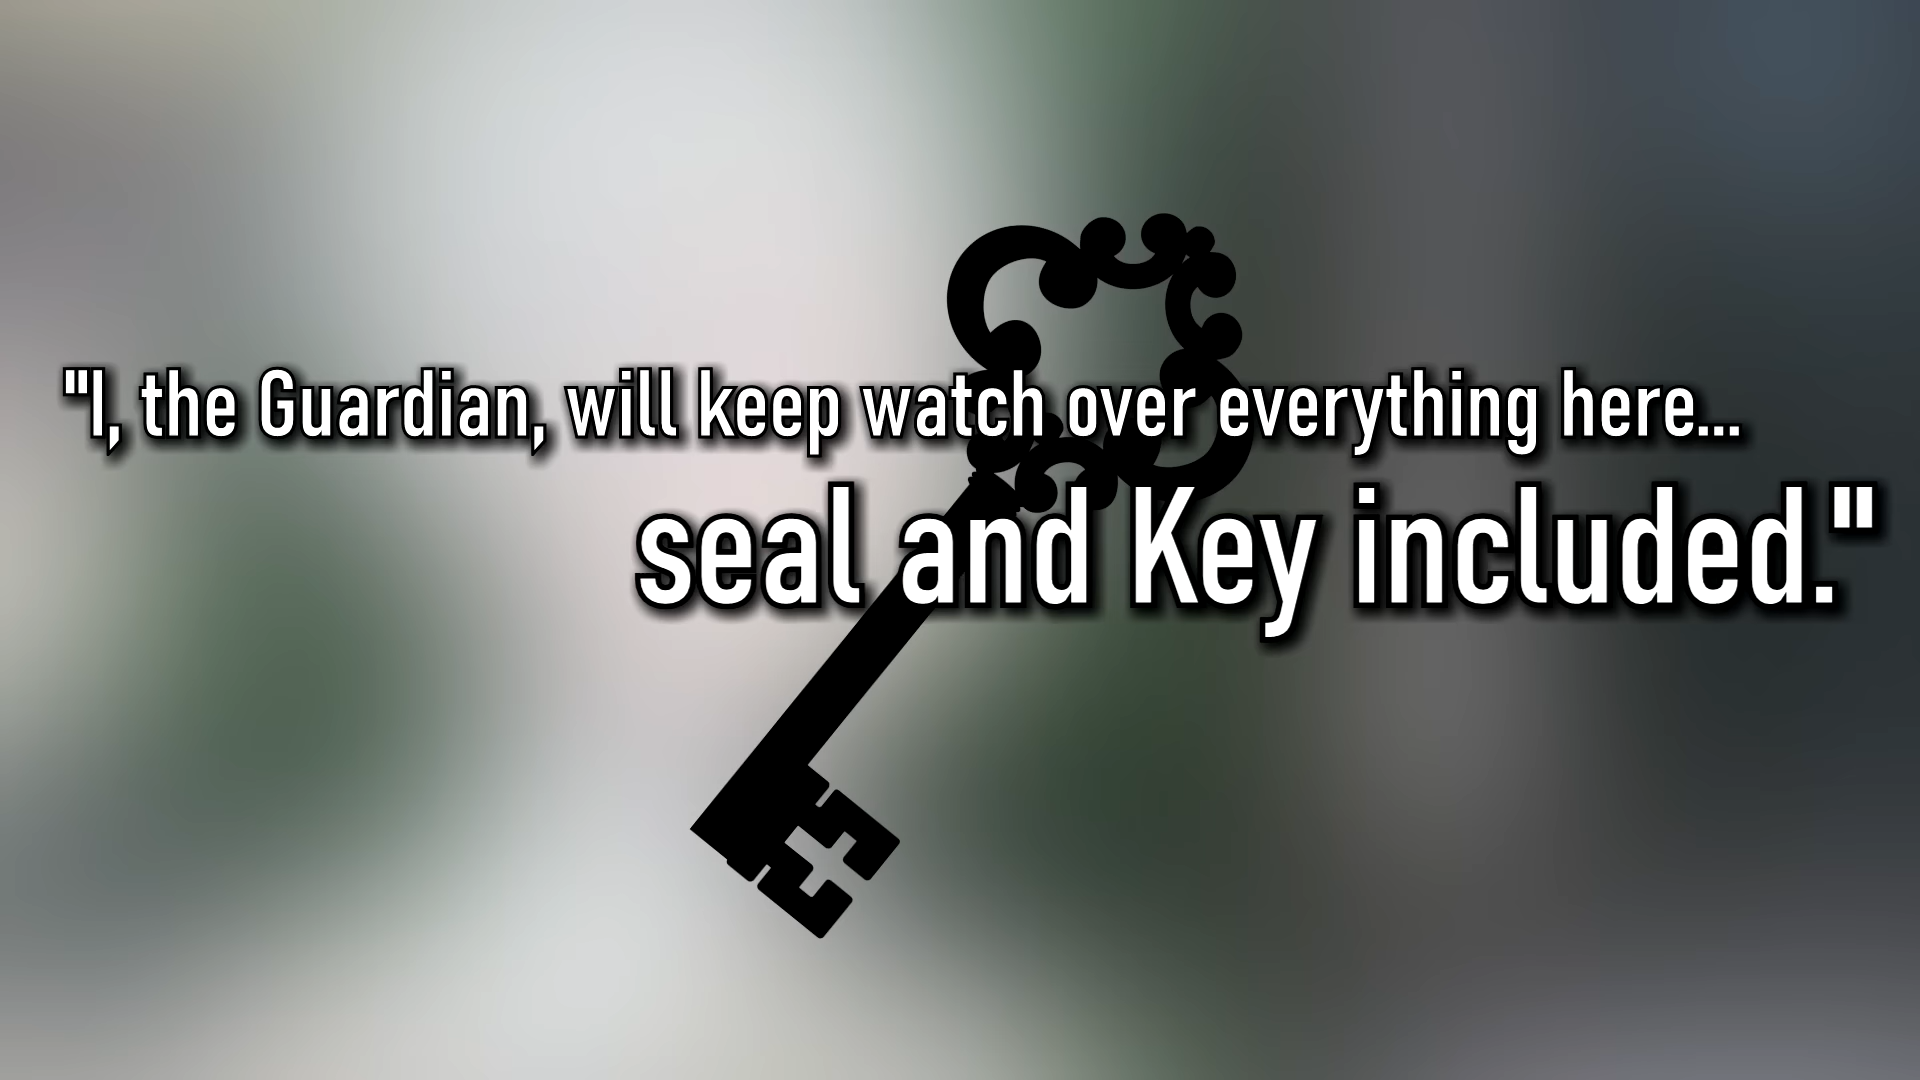 "I, the Guardian, will keep watch over everything here...
seal and Key included."